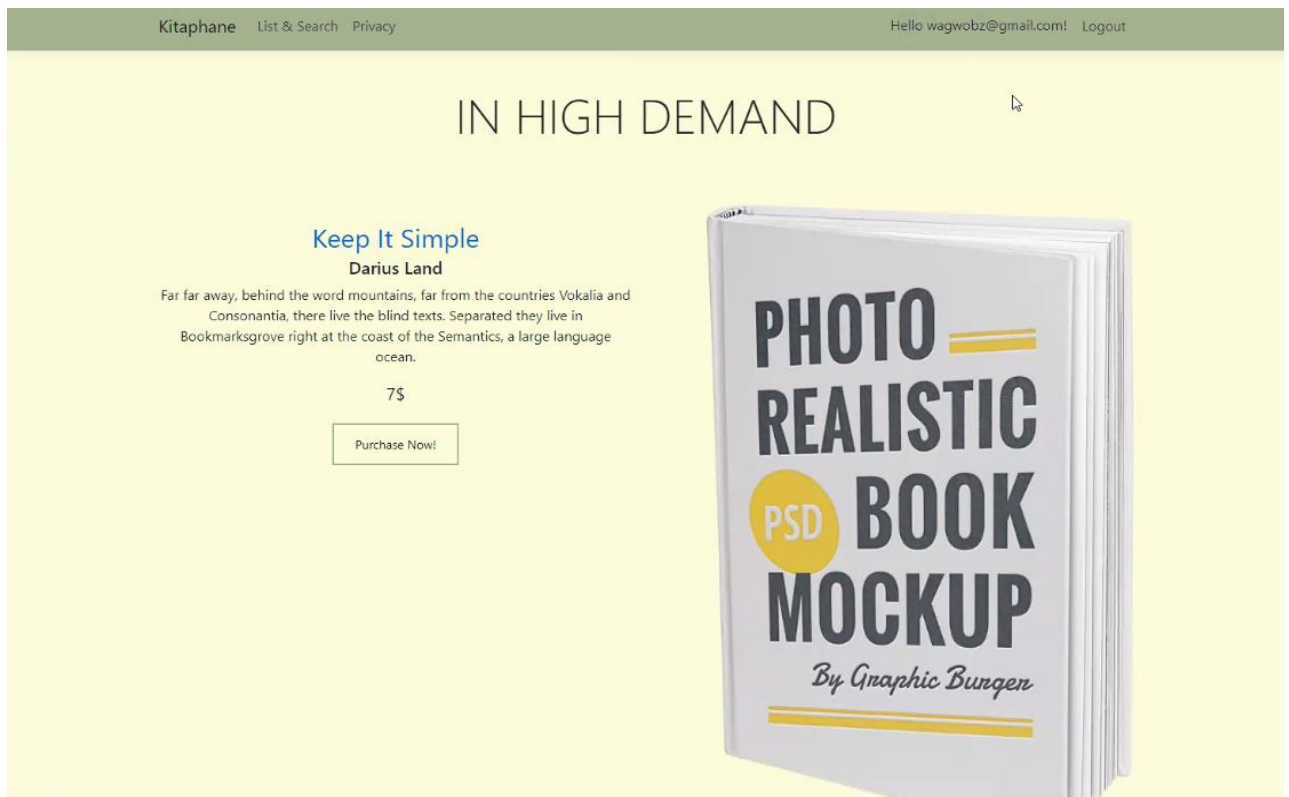 Kitaphane List & Search Privacy Hello wagwobz@gmail.com! Logout
IN HIGH DEMAND
Keep It Simple
Darius Land
Far far away, behind the word mountains, far from the countries Vokalia and
Consonantia, there live the blind texts. Separated they live in
Bookmarksgrove right at the coast of the Semantics, a large language
ocean.
7$
Purchase Now!
PHOTO
REALISTIC
PSD BOOK
MOCKUP
By Graphic Burger